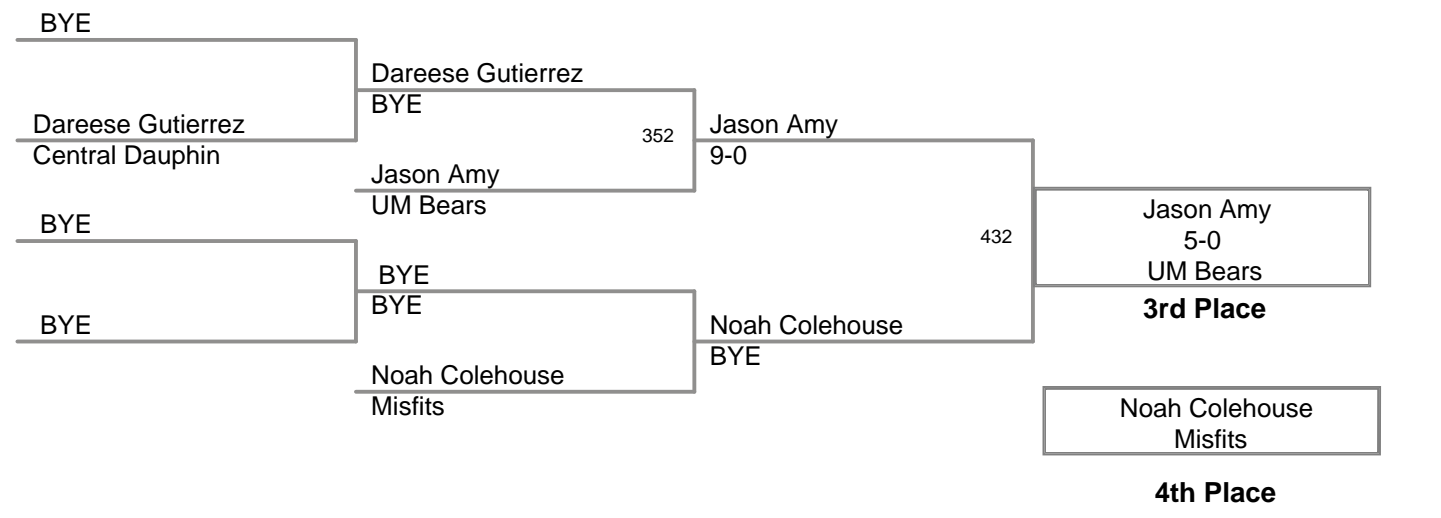 BYE
Dareese Gutierrez
BYE
Dareese Gutierrez
Central Dauphin
352
Jason Amy
9-0
Jason Amy
UM Bears
BYE
432
Jason Amy
5-0
UM Bears
3rd Place
BYE
BYE
BYE
Noah Colehouse
BYE
Noah Colehouse
Misfits
Noah Colehouse
Misfits
4th Place